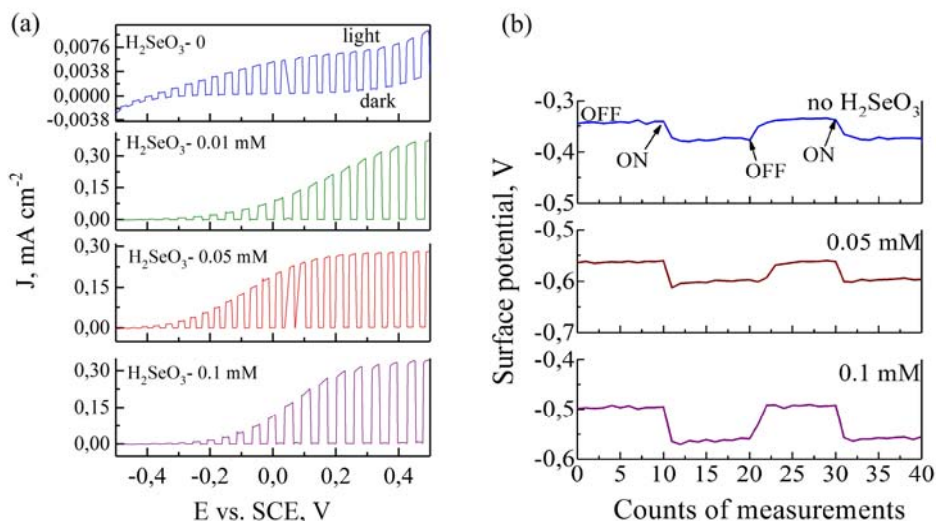 (a)
J, mA cm⁻²
H₂SeO₃- 0
light
dark
0,0076
0,0038
0,0000
-0,0038
H₂SeO₃- 0.01 mM
0,30
0,15
0,00
H₂SeO₃- 0.05 mM
0,30
0,15
0,00
H₂SeO₃- 0.1 mM
0,30
0,15
0,00
-0,4 -0,2 0,0 0,2 0,4
E vs. SCE, V
(b)
Surface potential, V
-0,3
-0,4
-0,5
OFF
ON
OFF
ON
no H₂SeO₃
-0,6
-0,7
0.05 mM
-0,4
-0,5
-0,6
0.1 mM
0 5 10 15 20 25 30 35 40
Counts of measurements